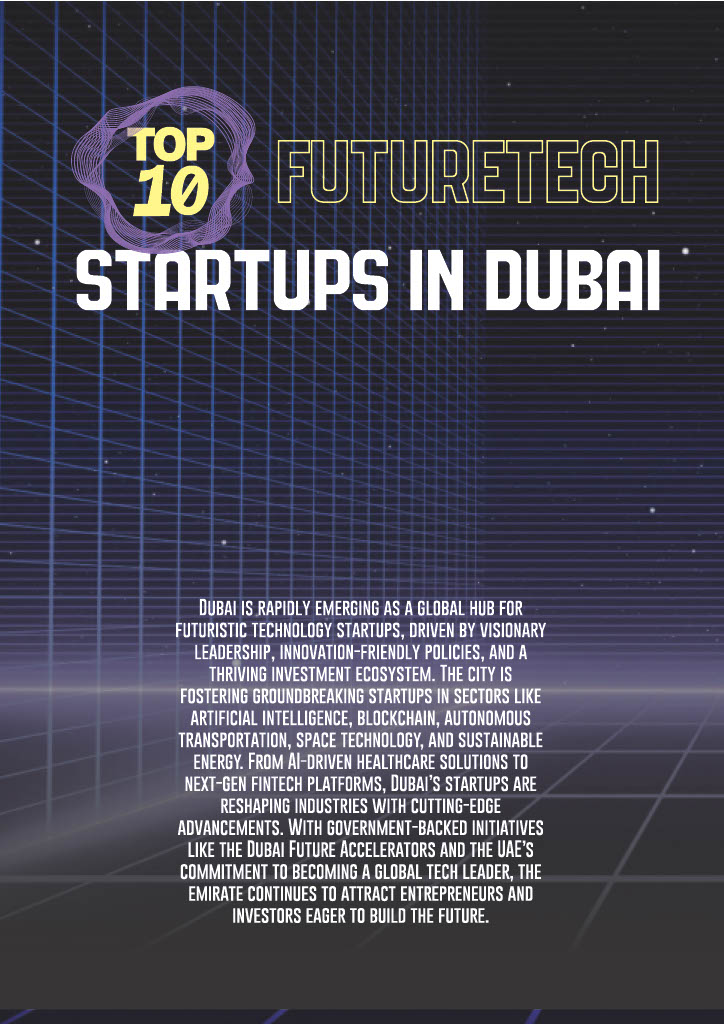 TOP
10
FUTURETECH
STARTUPS IN DUBAI
Dubai is rapidly emerging as a global hub for
futuristic technology startups, driven by visionary
leadership, innovation-friendly policies, and a
thriving investment ecosystem. The city is
fostering groundbreaking startups in sectors like
artificial intelligence, blockchain, autonomous
transportation, space technology, and sustainable
energy. From AI-driven healthcare solutions to
next-gen fintech platforms, Dubai's startups are
reshaping industries with cutting-edge
advancements. With government-backed initiatives
like the Dubai Future Accelerators and the UAE's
commitment to becoming a global tech leader, the
emirate continues to attract entrepreneurs and
investors eager to build the future.